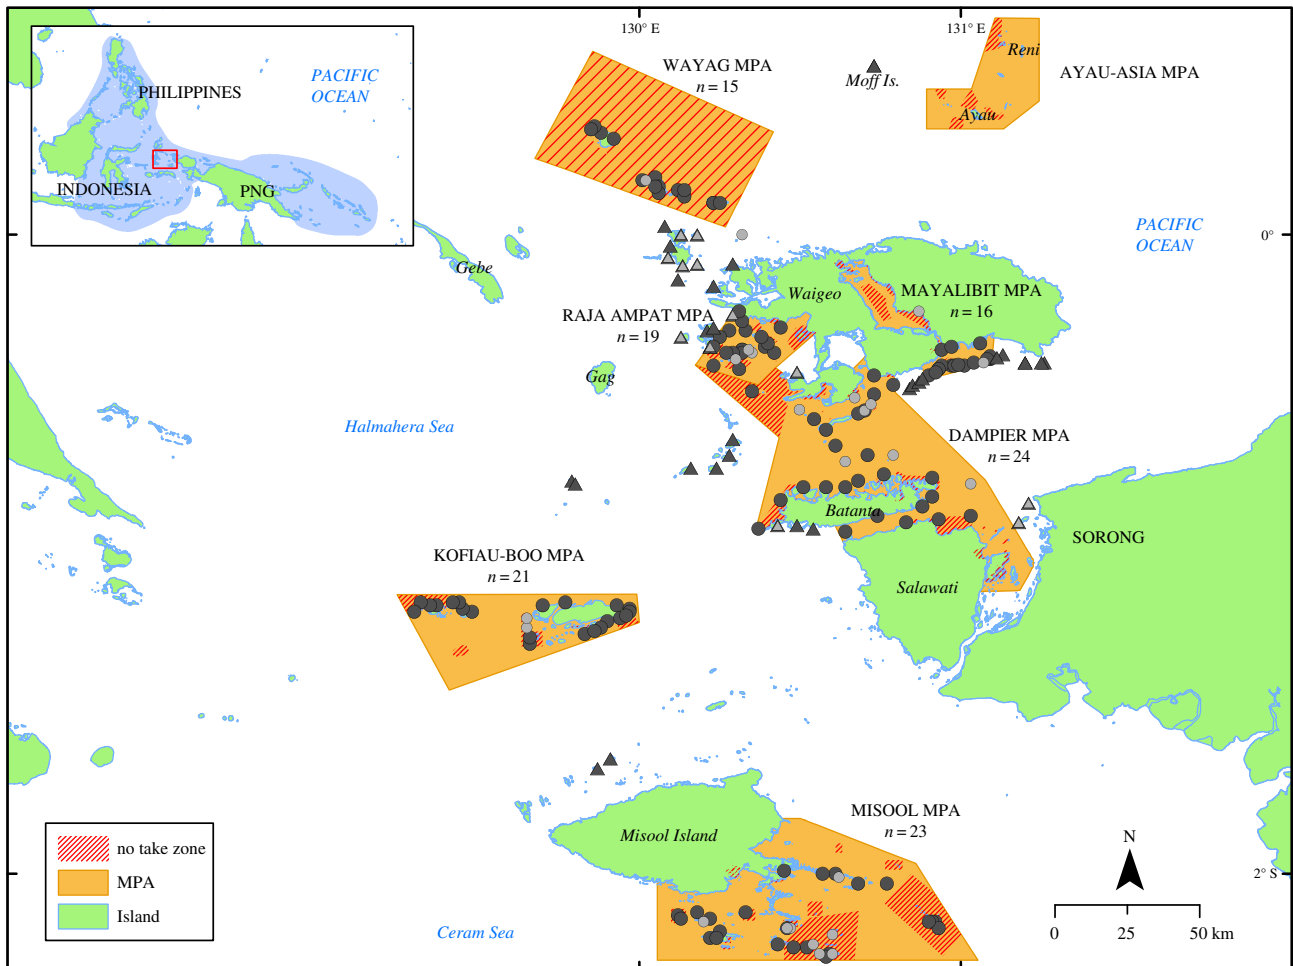 130° E
131° E
PACIFIC
OCEAN
PHILIPPINES
INDONESIA
PNG
WAYAG MPA
n = 15
Moff Is.
Reni
Ayau
AYAU-ASIA MPA
PACIFIC
OCEAN
0°
Gebe
Waigeo
MAYALIBIT MPA
n = 16
RAJA AMPAT MPA
n = 19
Gag
Halmahera Sea
DAMPIER MPA
n = 24
Batanta
SORONG
KOFIAU-BOO MPA
n = 21
Salawati
MISOOL MPA
n = 23
Misool Island
no take zone
MPA
Island
N
2° S
Ceram Sea
0 25 50 km